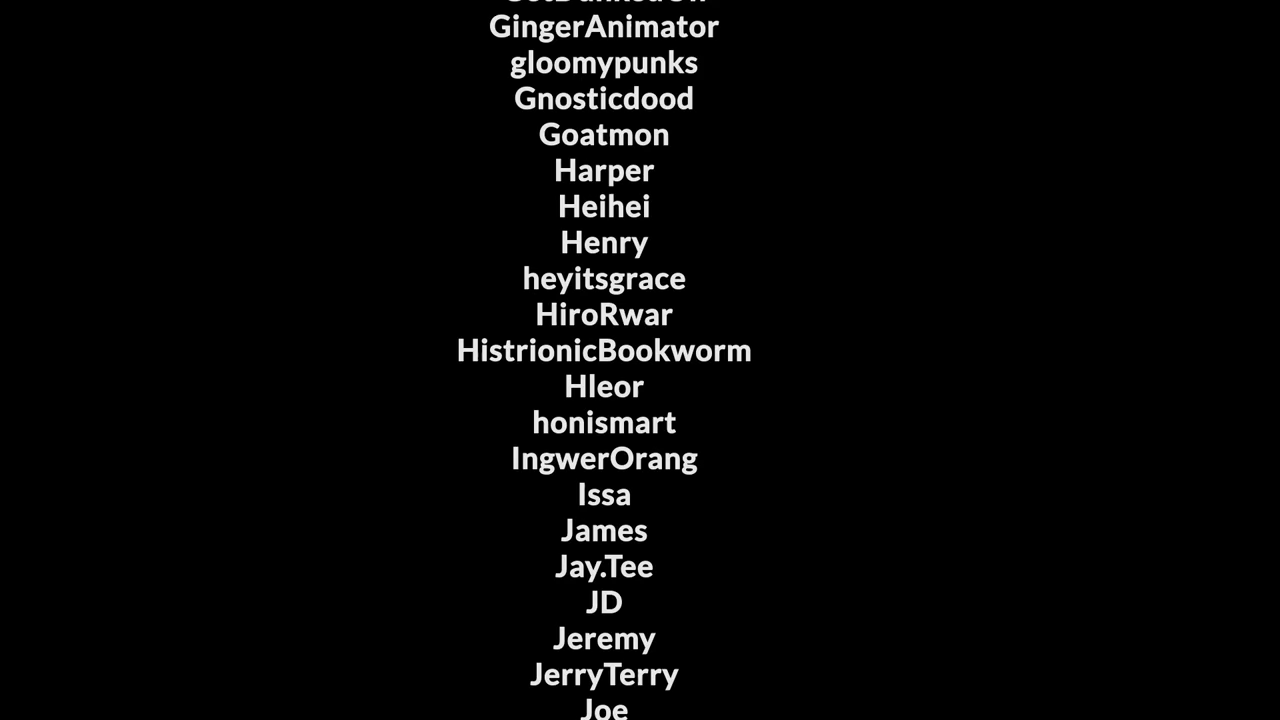 GingerAnimator
gloomypunks
Gnosticdood
Goatmon
Harper
Heihei
Henry
heyitsgrace
HiroRwar
HistrionicBookworm
Hleor
honismart
IngwerOrang
Issa
James
Jay.Tee
JD
Jeremy
JerryTerry
Joe